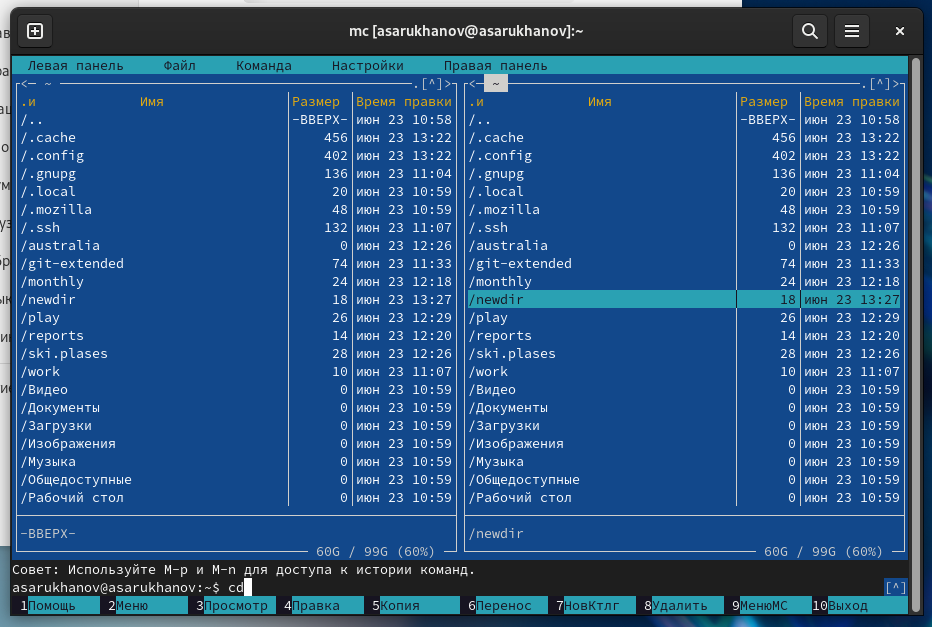 mc [asarukhanov@asarukhanov]:~
Левая панель Файл Команда Настройки Правая панель
<— ~ .[^]> <— ~ .[^]>
.и Имя Размер Время правки .и Имя Размер Время правки
/.. -ВВЕРХ- июн 23 10:58 /.. -ВВЕРХ- июн 23 10:58
/.cache 456 июн 23 13:22 /.cache 456 июн 23 13:22
/.config 402 июн 23 13:22 /.config 402 июн 23 13:22
/.gnupg 136 июн 23 11:04 /.gnupg 136 июн 23 11:04
/.local 20 июн 23 10:59 /.local 20 июн 23 10:59
/.mozilla 48 июн 23 10:59 /.mozilla 48 июн 23 10:59
/.ssh 132 июн 23 11:07 /.ssh 132 июн 23 11:07
/australia 0 июн 23 12:26 /australia 0 июн 23 12:26
/git-extended 74 июн 23 11:33 /git-extended 74 июн 23 11:33
/monthly 24 июн 23 12:18 /monthly 24 июн 23 12:18
/newdir 18 июн 23 13:27 /newdir 18 июн 23 13:27
/play 26 июн 23 12:29 /play 26 июн 23 12:29
/reports 14 июн 23 12:20 /reports 14 июн 23 12:20
/ski.plases 28 июн 23 12:26 /ski.plases 28 июн 23 12:26
/work 10 июн 23 11:07 /work 10 июн 23 11:07
/Видео 0 июн 23 10:59 /Видео 0 июн 23 10:59
/Документы 0 июн 23 10:59 /Документы 0 июн 23 10:59
/Загрузки 0 июн 23 10:59 /Загрузки 0 июн 23 10:59
/Изображения 0 июн 23 10:59 /Изображения 0 июн 23 10:59
/Музыка 0 июн 23 10:59 /Музыка 0 июн 23 10:59
/Общедоступные 0 июн 23 10:59 /Общедоступные 0 июн 23 10:59
/Рабочий стол 0 июн 23 10:59 /Рабочий стол 0 июн 23 10:59
-ВВЕРХ- /newdir
60G / 99G (60%) 60G / 99G (60%)
Совет: Используйте M-p и M-n для доступа к истории команд.
asarukhanov@asarukhanov:~$ cd [^]
1Помощь 2Меню 3Просмотр 4Правка 5Копия 6Перенос 7НовКтлг 8Удалить 9МенюМС 10Выход